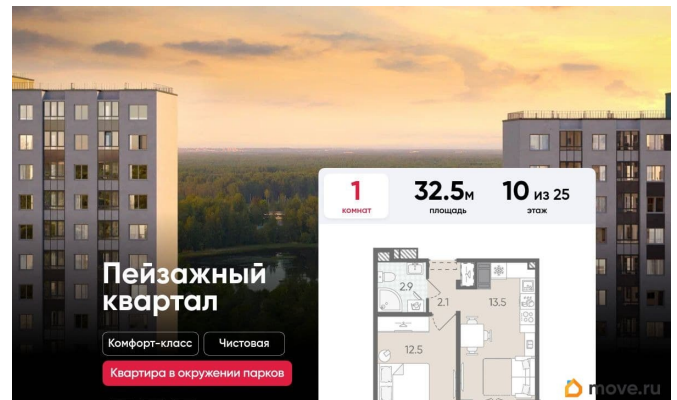 1
комнат
32.5м
площадь
10 из 25
этаж
Пейзажный
квартал
Комфорт-класс
Чистовая
Квартира в окружении парков
2.9
2.1
13.5
12.5
move.ru